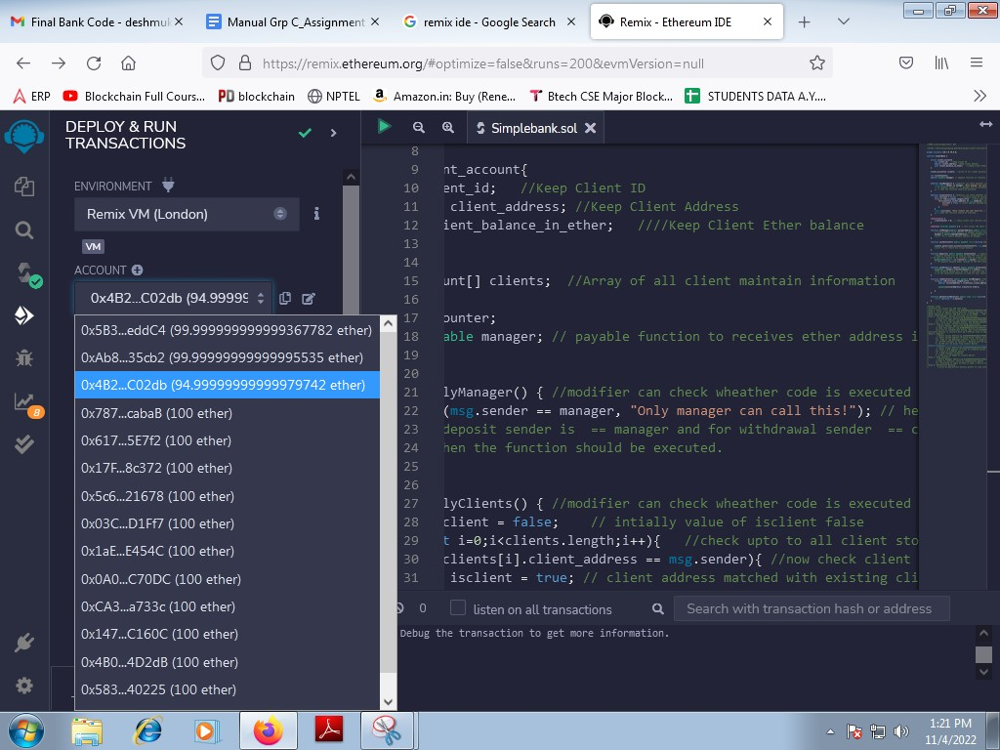 Final Bank Code - deshmuk
Manual Grp C_Assignment
remix ide - Google Search
Remix - Ethereum IDE
https://remix.ethereum.org/#optimize=false&runs=200&evmVersion=null
ERP
Blockchain Full Cours...
PD blockchain
NPTEL
Amazon.in: Buy (Rene...
Btech CSE Major Block...
STUDENTS DATA A.Y....
DEPLOY & RUN
TRANSACTIONS
Simplebank.sol
ENVIRONMENT
Remix VM (London)
VM
ACCOUNT
0x4B2...C02db (94.99999
0x5B3...eddC4 (99.999999999999367782 ether)
0xAb8...35cb2 (99.99999999999995535 ether)
0x4B2...C02db (94.99999999999979742 ether)
0x787...cabaB (100 ether)
0x617...5E7f2 (100 ether)
0x17F...8c372 (100 ether)
0x5c6...21678 (100 ether)
0x03C...D1Ff7 (100 ether)
0x1aE...E454C (100 ether)
0x0A0...C70DC (100 ether)
0xCA3...a733c (100 ether)
0x147...C160C (100 ether)
0x4B0...4D2dB (100 ether)
0x583...40225 (100 ether)
8
8
9 nt_account{
10 ent_id; //Keep Client ID
11 client_address; //Keep Client Address
12 ient_balance_in_ether; ////Keep Client Ether balance
13
14
15 unt[] clients; //Array of all client maintain information
16
17 ounter;
18 able manager; // payable function to receives ether address i
19
20
21 lyManager() { //modifier can check wheather code is executed
22 (msg.sender == manager, "Only manager can call this!"); // he
23 deposit sender is == manager and for withdrawal sender == c
24 hen the function should be executed.
25
26
27 lyClients() { //modifier can check wheather code is executed
28 client = false; // intially value of isclient false
29 t i=0;i<clients.length;i++){ //check upto to all client sto
30 clients[i].client_address == msg.sender){ //now check client
31 isclient = true; // client address matched with existing cli
0
listen on all transactions
Search with transaction hash or address
Debug the transaction to get more information.
1:21 PM
11/4/2022